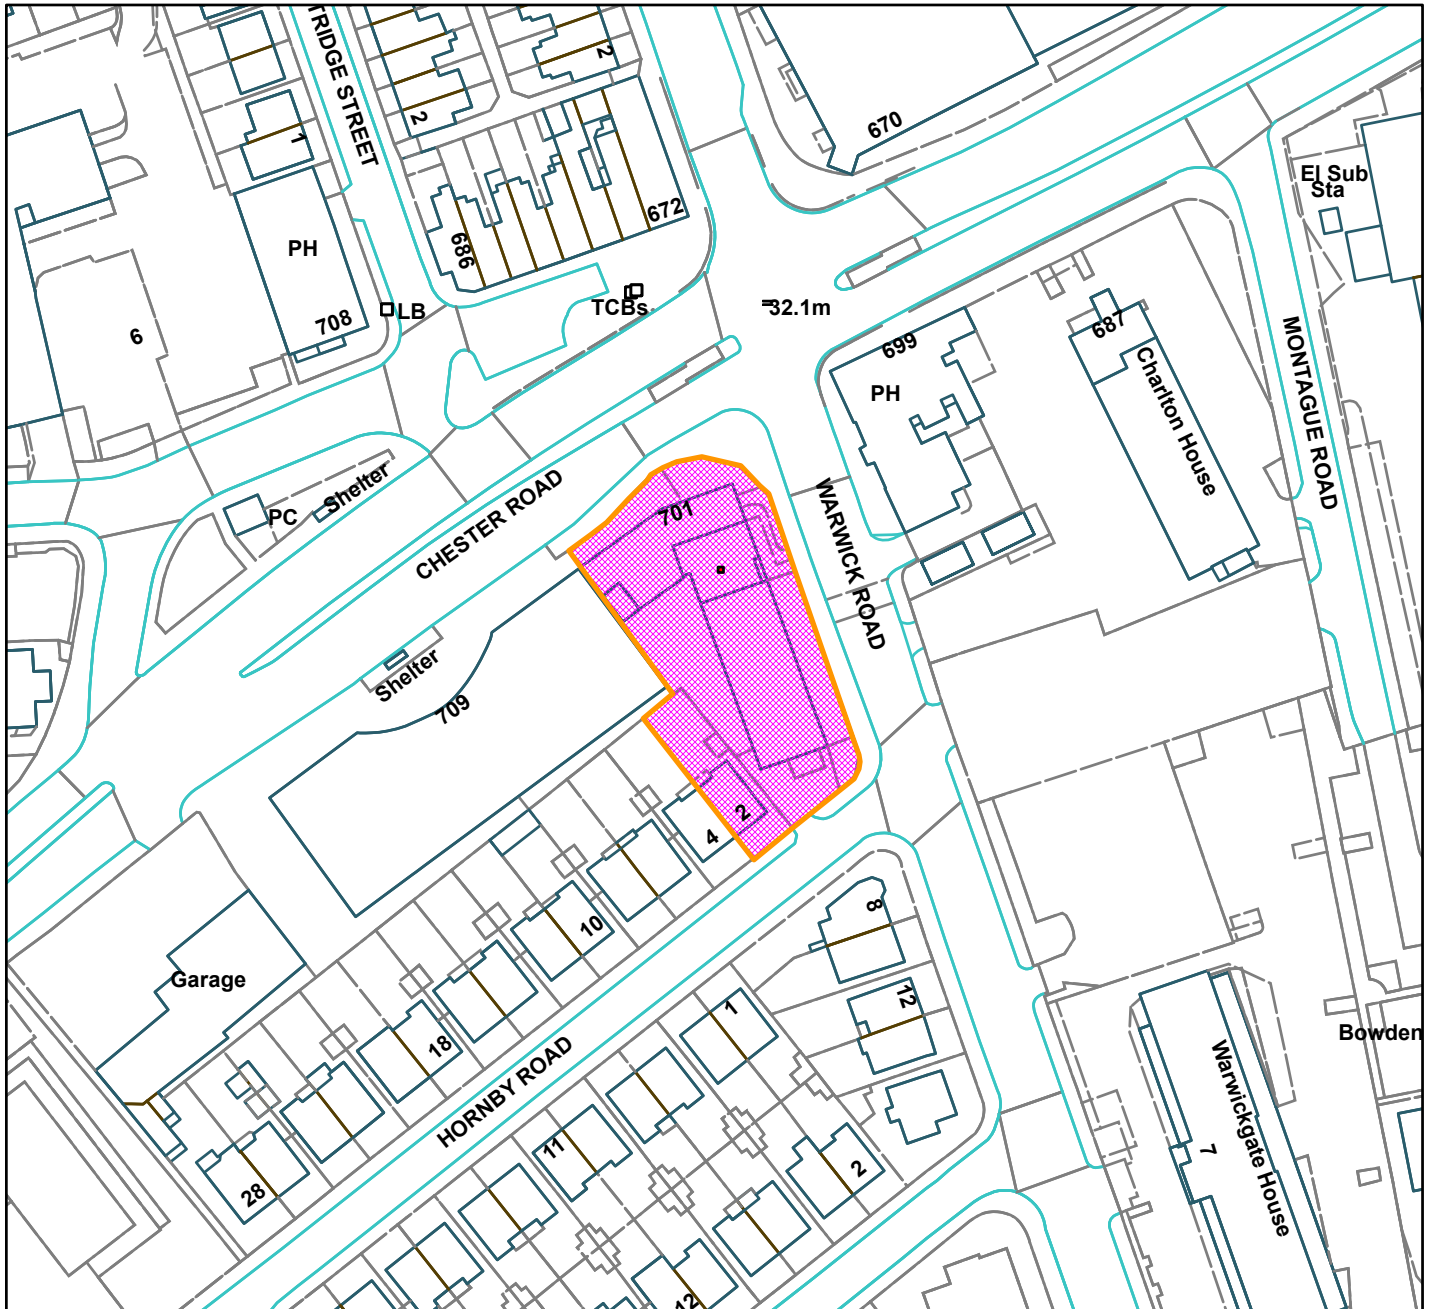 TRIDGE STREET
2
2
1
670
El Sub
Sta
672
686
PH
708
LB
TCBs
32.1m
6
699
687
PH
Charlton House
MONTAGUE ROAD
Shelter
PC
CHESTER ROAD
701
WARWICK ROAD
Shelter
709
2
4
8
10
Garage
12
1
Bowden
18
HORNBY ROAD
11
Warwickgate House
7
2
28
12